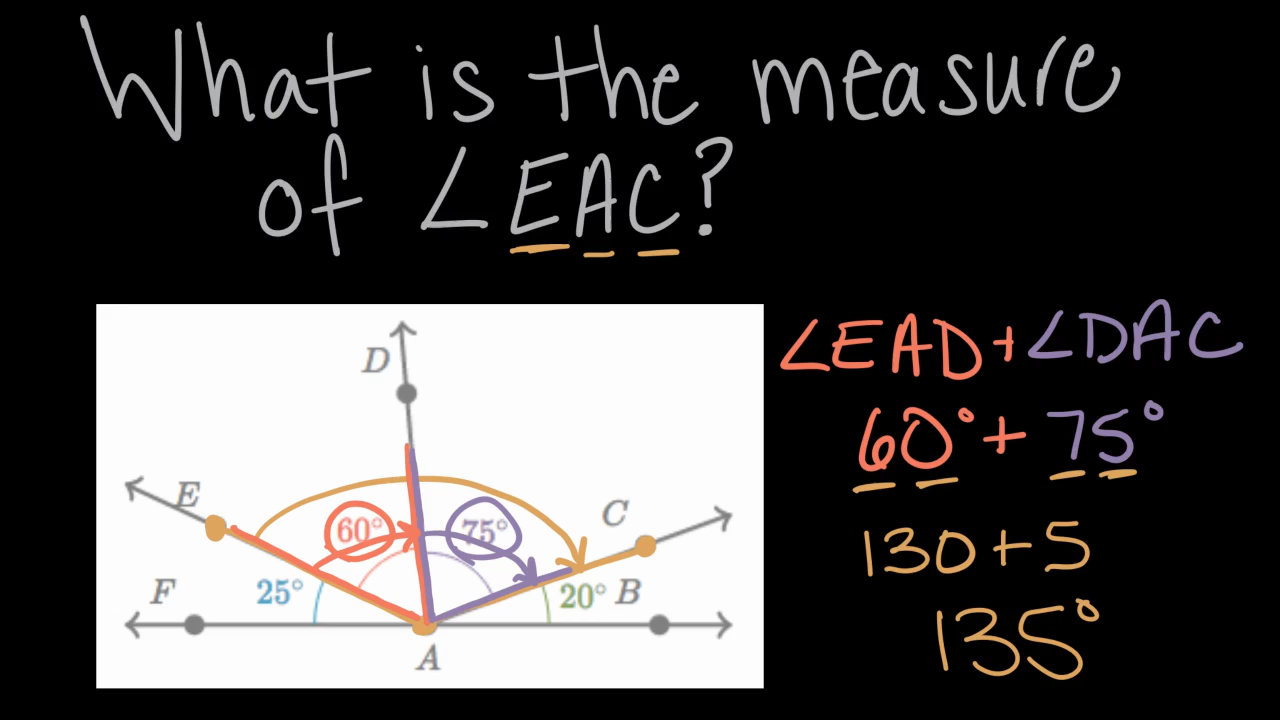 What is the measure
of ∠EAC?
∠EAD+∠DAC
60°+75°
130+5
135°
D
E
60°
75°
C
F
25°
20°
B
A